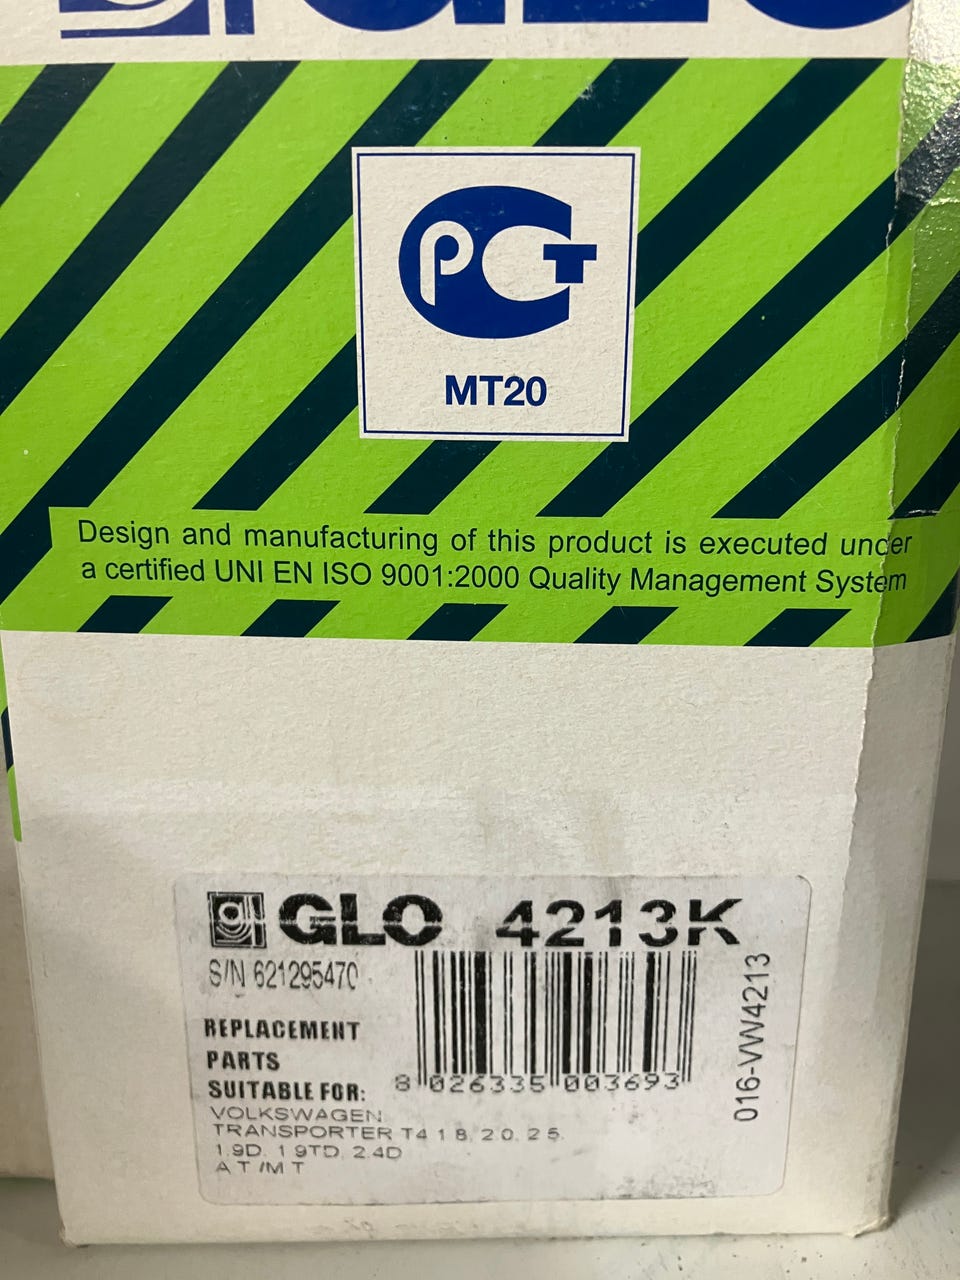 РСТ
MT20
Design and manufacturing of this product is executed under
a certified UNI EN ISO 9001:2000 Quality Management System
GLO 4213K
S/N 621295470
REPLACEMENT
PARTS
SUITABLE FOR:
VOLKSWAGEN
TRANSPORTER T4 1 8, 2 0, 2 5.
1.9D, 1 9TD, 2.4D
A T /M T
8 026335 003693
016-VW4213